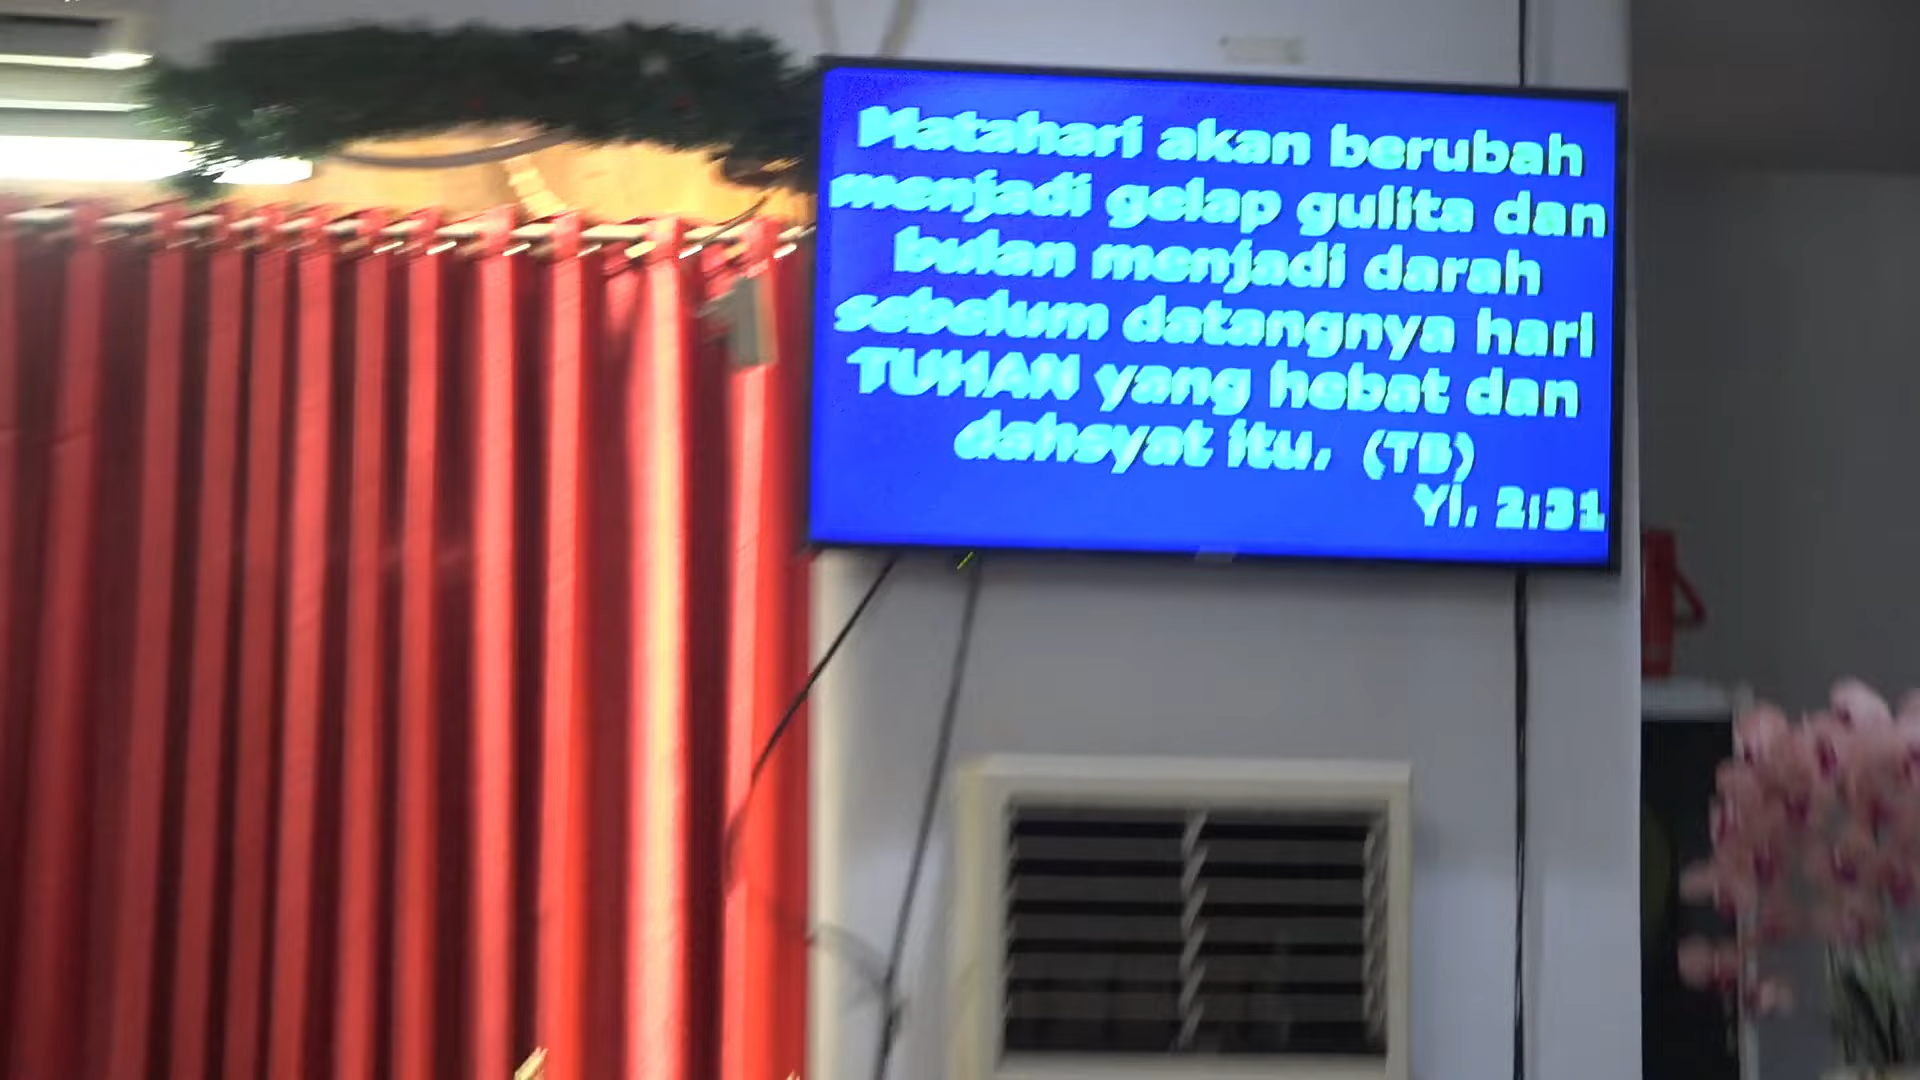 Matahari akan berubah
menjadi gelap gulita dan
bulan menjadi darah
sebelum datangnya hari
TUHAN yang hebat dan
dahsyat itu. (TB)
Yl. 2:31